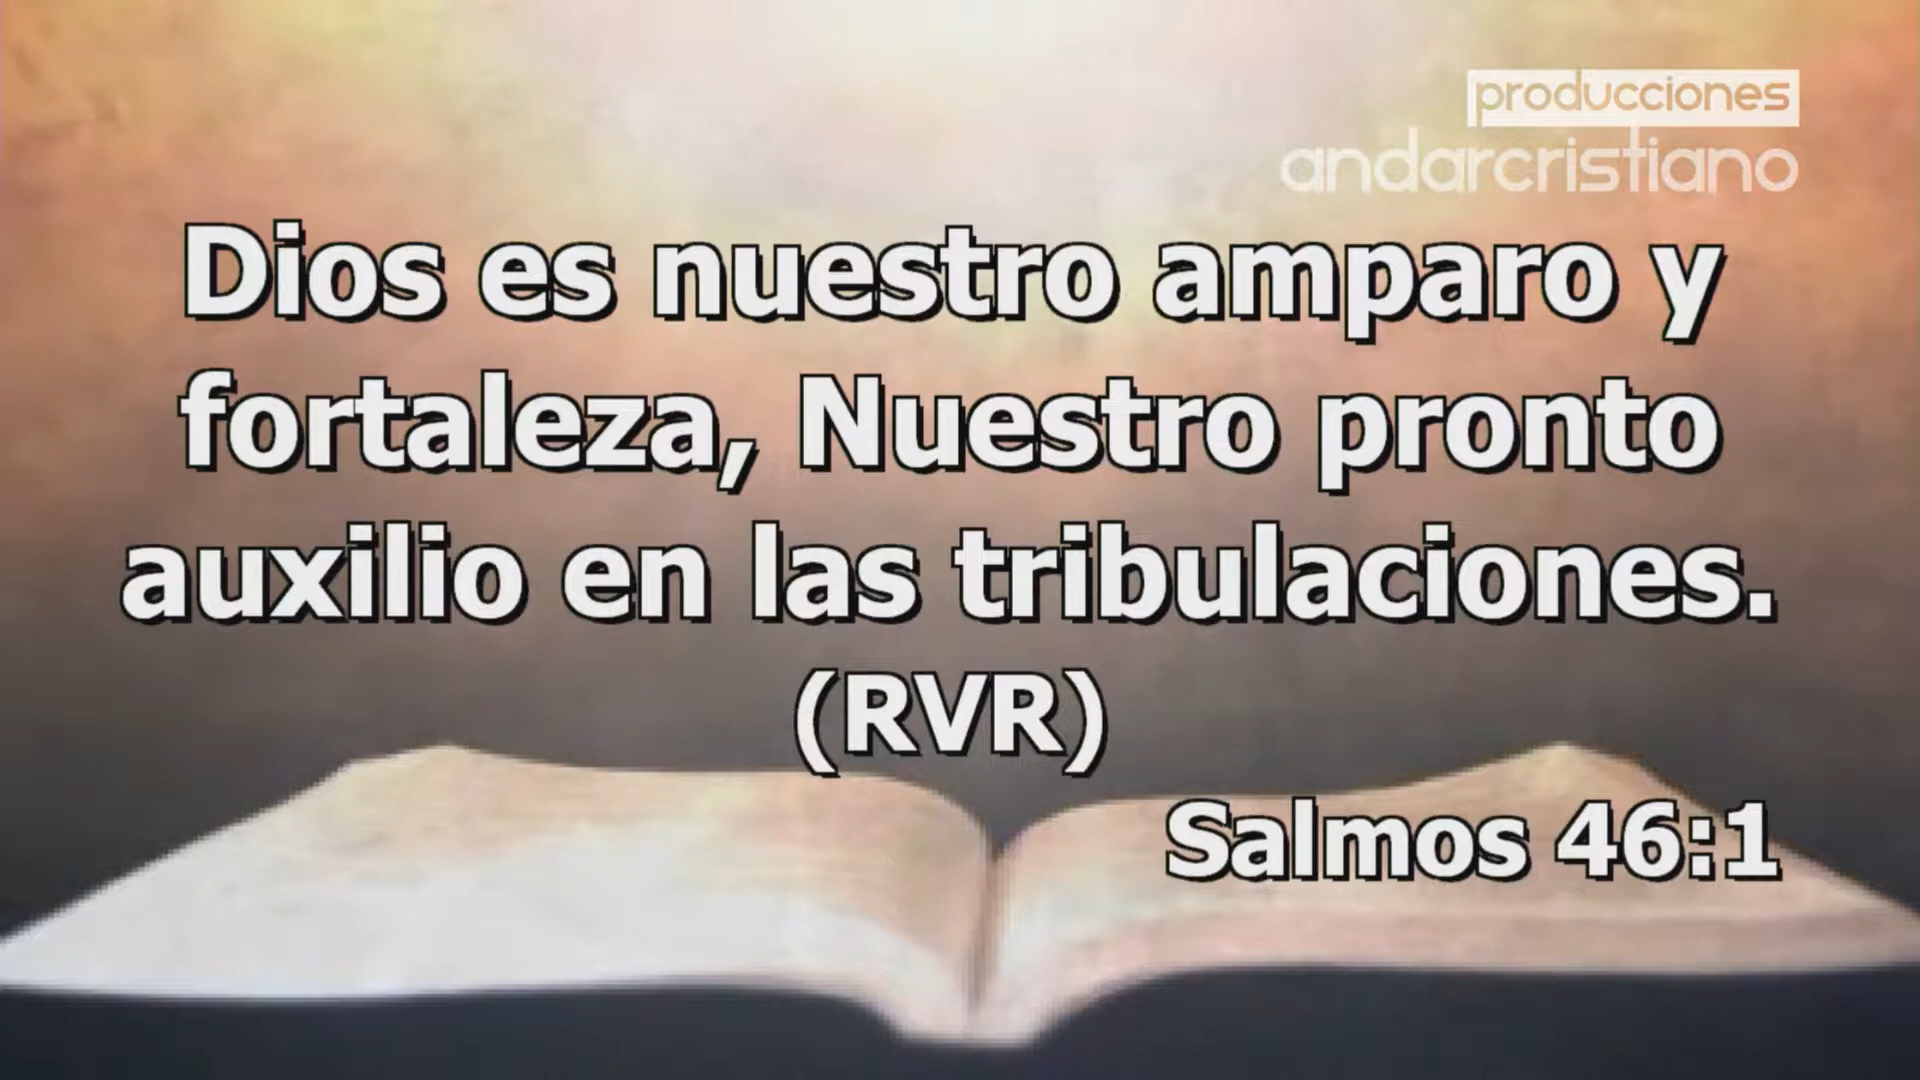 producciones
andarcristiano
Dios es nuestro amparo y
fortaleza, Nuestro pronto
auxilio en las tribulaciones.
(RVR)
Salmos 46:1